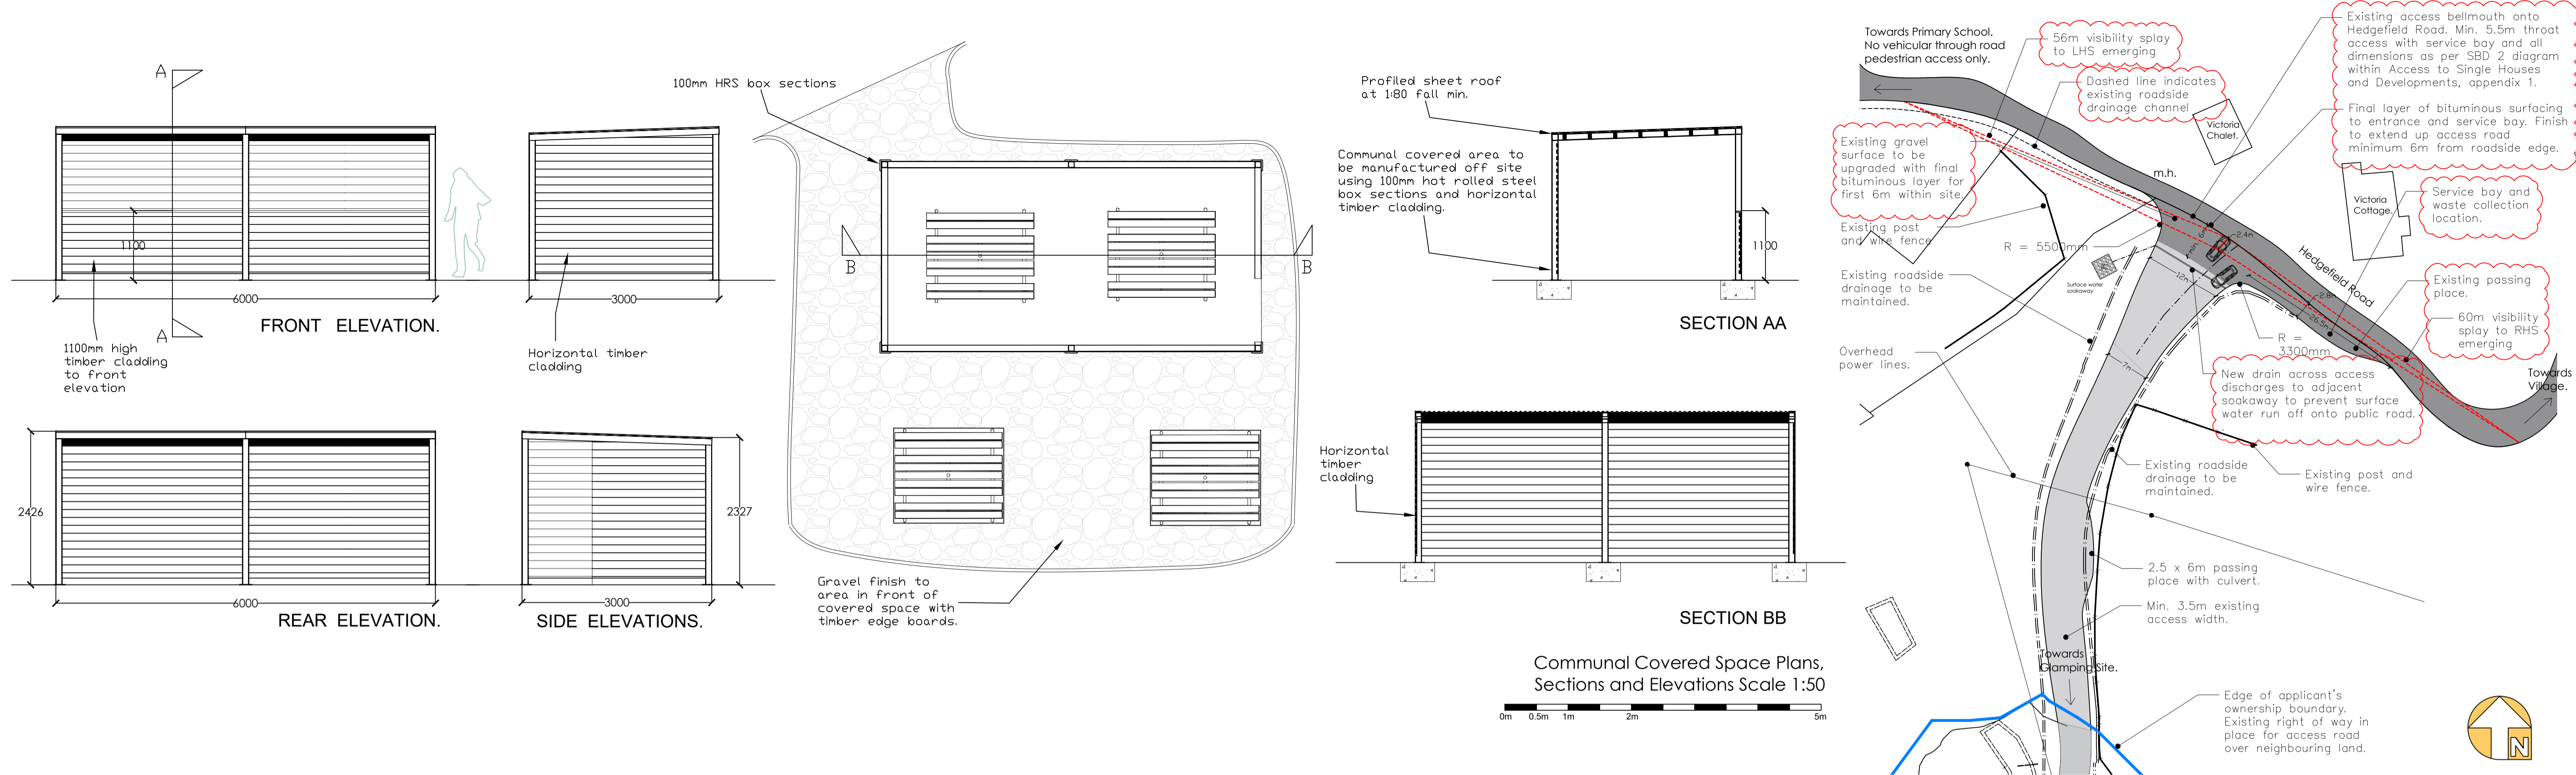 A
1100
6000
FRONT ELEVATION.
A
1100mm high
timber cladding
to front
elevation
3000
Horizontal timber
cladding
2426
6000
REAR ELEVATION.
2327
3000
SIDE ELEVATIONS.
100mm HRS box sections
B
B
Gravel finish to
area in front of
covered space with
timber edge boards.
Profiled sheet roof
at 1:80 fall min.
Communal covered area to
be manufactured off site
using 100mm hot rolled steel
box sections and horizontal
timber cladding.
1100
SECTION AA
Horizontal
timber
cladding
SECTION BB
Communal Covered Space Plans,
Sections and Elevations Scale 1:50
0m
0.5m
1m
2m
5m
Towards Primary School.
No vehicular through road
pedestrian access only.
56m visibility splay
to LHS emerging
Dashed line indicates
existing roadside
drainage channel
Existing access bellmouth onto
Hedgefield Road. Min. 5.5m throat
access with service bay and all
dimensions as per SBD 2 diagram
within Access to Single Houses
and Developments, appendix 1.
Final layer of bituminous surfacing
to entrance and service bay. Finish
to extend up access road
minimum 6m from roadside edge.
Victoria
Chalet.
Existing gravel
surface to be
upgraded with final
bituminous layer for
first 6m within site.
m.h.
Victoria
Cottage.
Service bay and
waste collection
location.
Existing post
and wire fence
R = 5500mm
min. 6m
2.4m
Hedgefield Road
Existing roadside
drainage to be
maintained.
Surface water
soakaway
12m
2.8m
26.5m
Existing passing
place.
60m visibility
splay to RHS
emerging
R =
3300mm
Overhead
power lines.
7m
New drain across access
discharges to adjacent
soakaway to prevent surface
water run off onto public road.
Towards
Village.
Existing roadside
drainage to be
maintained.
Existing post and
wire fence.
2.5 x 6m passing
place with culvert.
Min. 3.5m existing
access width.
Towards
Glamping Site.
Edge of applicant's
ownership boundary.
Existing right of way in
place for access road
over neighbouring land.
N